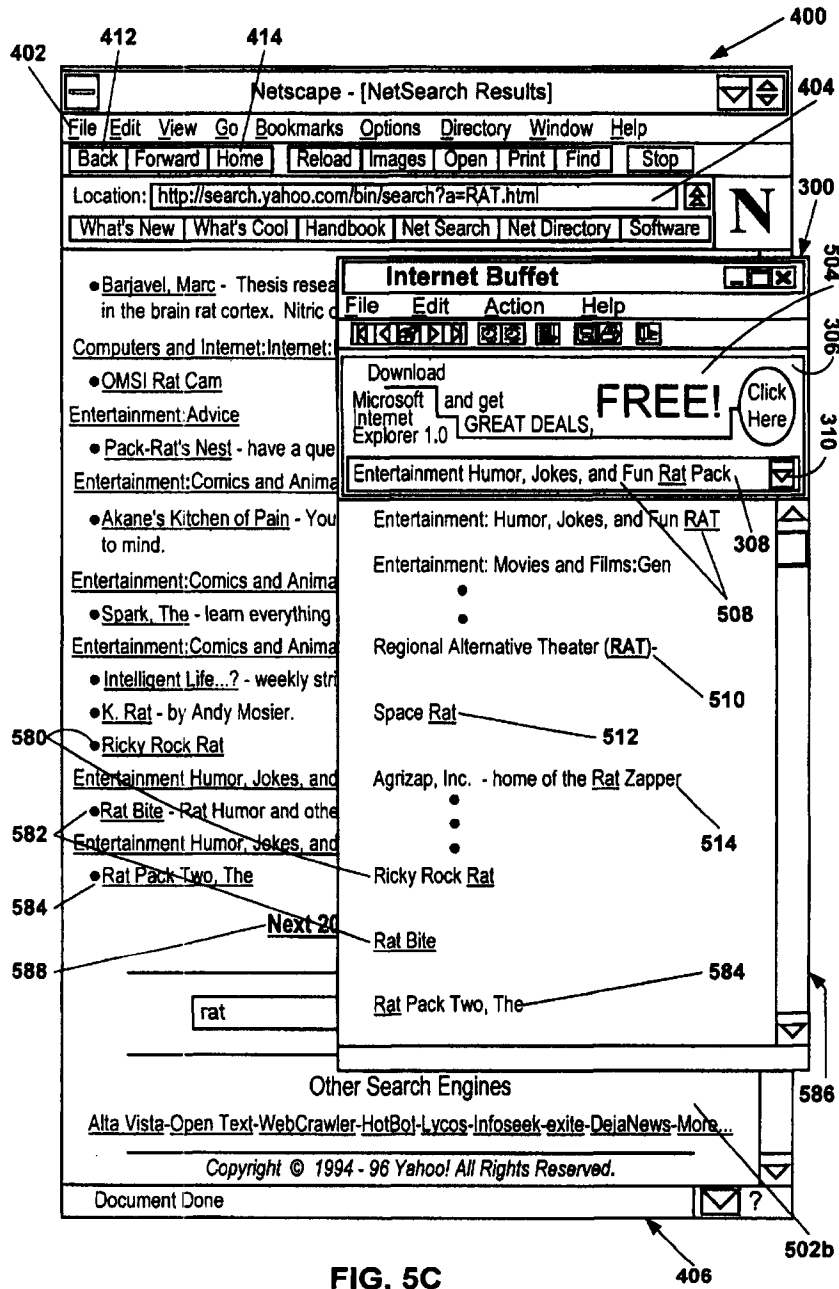 400
412
414
402
Netscape - [NetSearch Results]
File Edit View Go Bookmarks Options Directory Window Help
404
Back Forward Home Reload Images Open Print Find Stop
Location: http://search.yahoo.com/bin/search?a=RAT.html
N
300
What's New What's Cool Handbook Net Search Net Directory Software
504
Internet Buffet
File Edit Action Help
306
Download
Microsoft Internet Explorer 1.0
and get
GREAT DEALS,
FREE!
Click Here
310
Entertainment Humor, Jokes, and Fun Rat Pack
308
Entertainment: Humor, Jokes, and Fun RAT
Entertainment: Movies and Films:Gen
508
Regional Alternative Theater (RAT)-
510
Space Rat
512
Agrizap, Inc. - home of the Rat Zapper
514
Ricky Rock Rat
Rat Bite
584
Rat Pack Two, The
586
• Barjavel, Marc - Thesis resea
in the brain rat cortex. Nitric
Computers and Internet:Internet:
• OMSI Rat Cam
Entertainment:Advice
• Pack-Rat's Nest - have a que
Entertainment:Comics and Anima
• Akane's Kitchen of Pain - You
to mind.
Entertainment:Comics and Anima
• Spark, The - learn everything
Entertainment:Comics and Anima
• Intelligent Life...? - weekly stri
• K. Rat - by Andy Mosier.
580
• Ricky Rock Rat
Entertainment Humor, Jokes, and
582
• Rat Bite - Rat Humor and othe
Entertainment Humor, Jokes, and
• Rat Pack Two, The
584
Next 20
588
rat
Other Search Engines
Alta Vista-Open Text-WebCrawler-HotBot-Lycos-Infoseek-exite-DejaNews-More...
Copyright © 1994 - 96 Yahoo! All Rights Reserved.
Document Done
?
502b
406
FIG. 5C